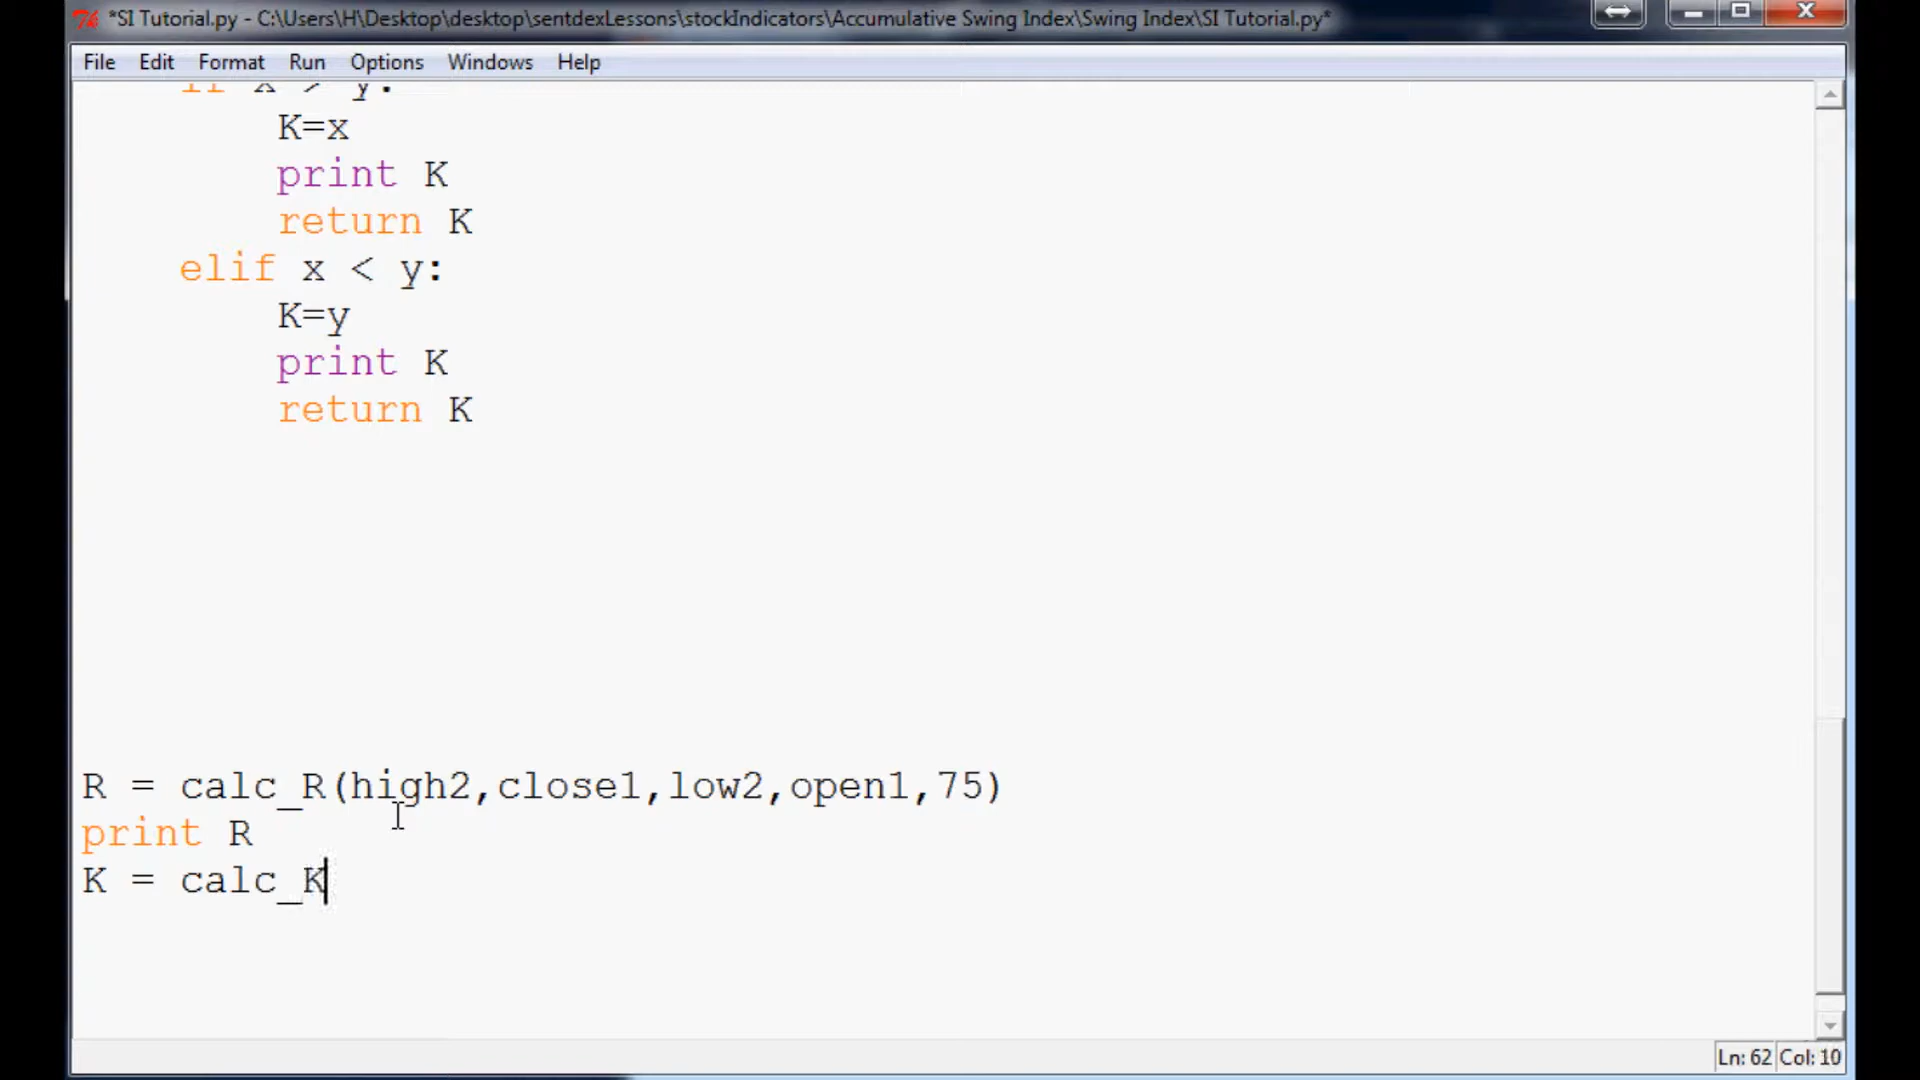 *SI Tutorial.py - C:\Users\H\Desktop\desktop\sentdexLessons\stockIndicators\Accumulative Swing Index\Swing Index\SI Tutorial.py*
File Edit Format Run Options Windows Help
if x > y:
K=x
print K
return K
elif x < y:
K=y
print K
return K
R = calc_R(high2,close1,low2,open1,75)
print R
K = calc_K
Ln: 62 Col: 10